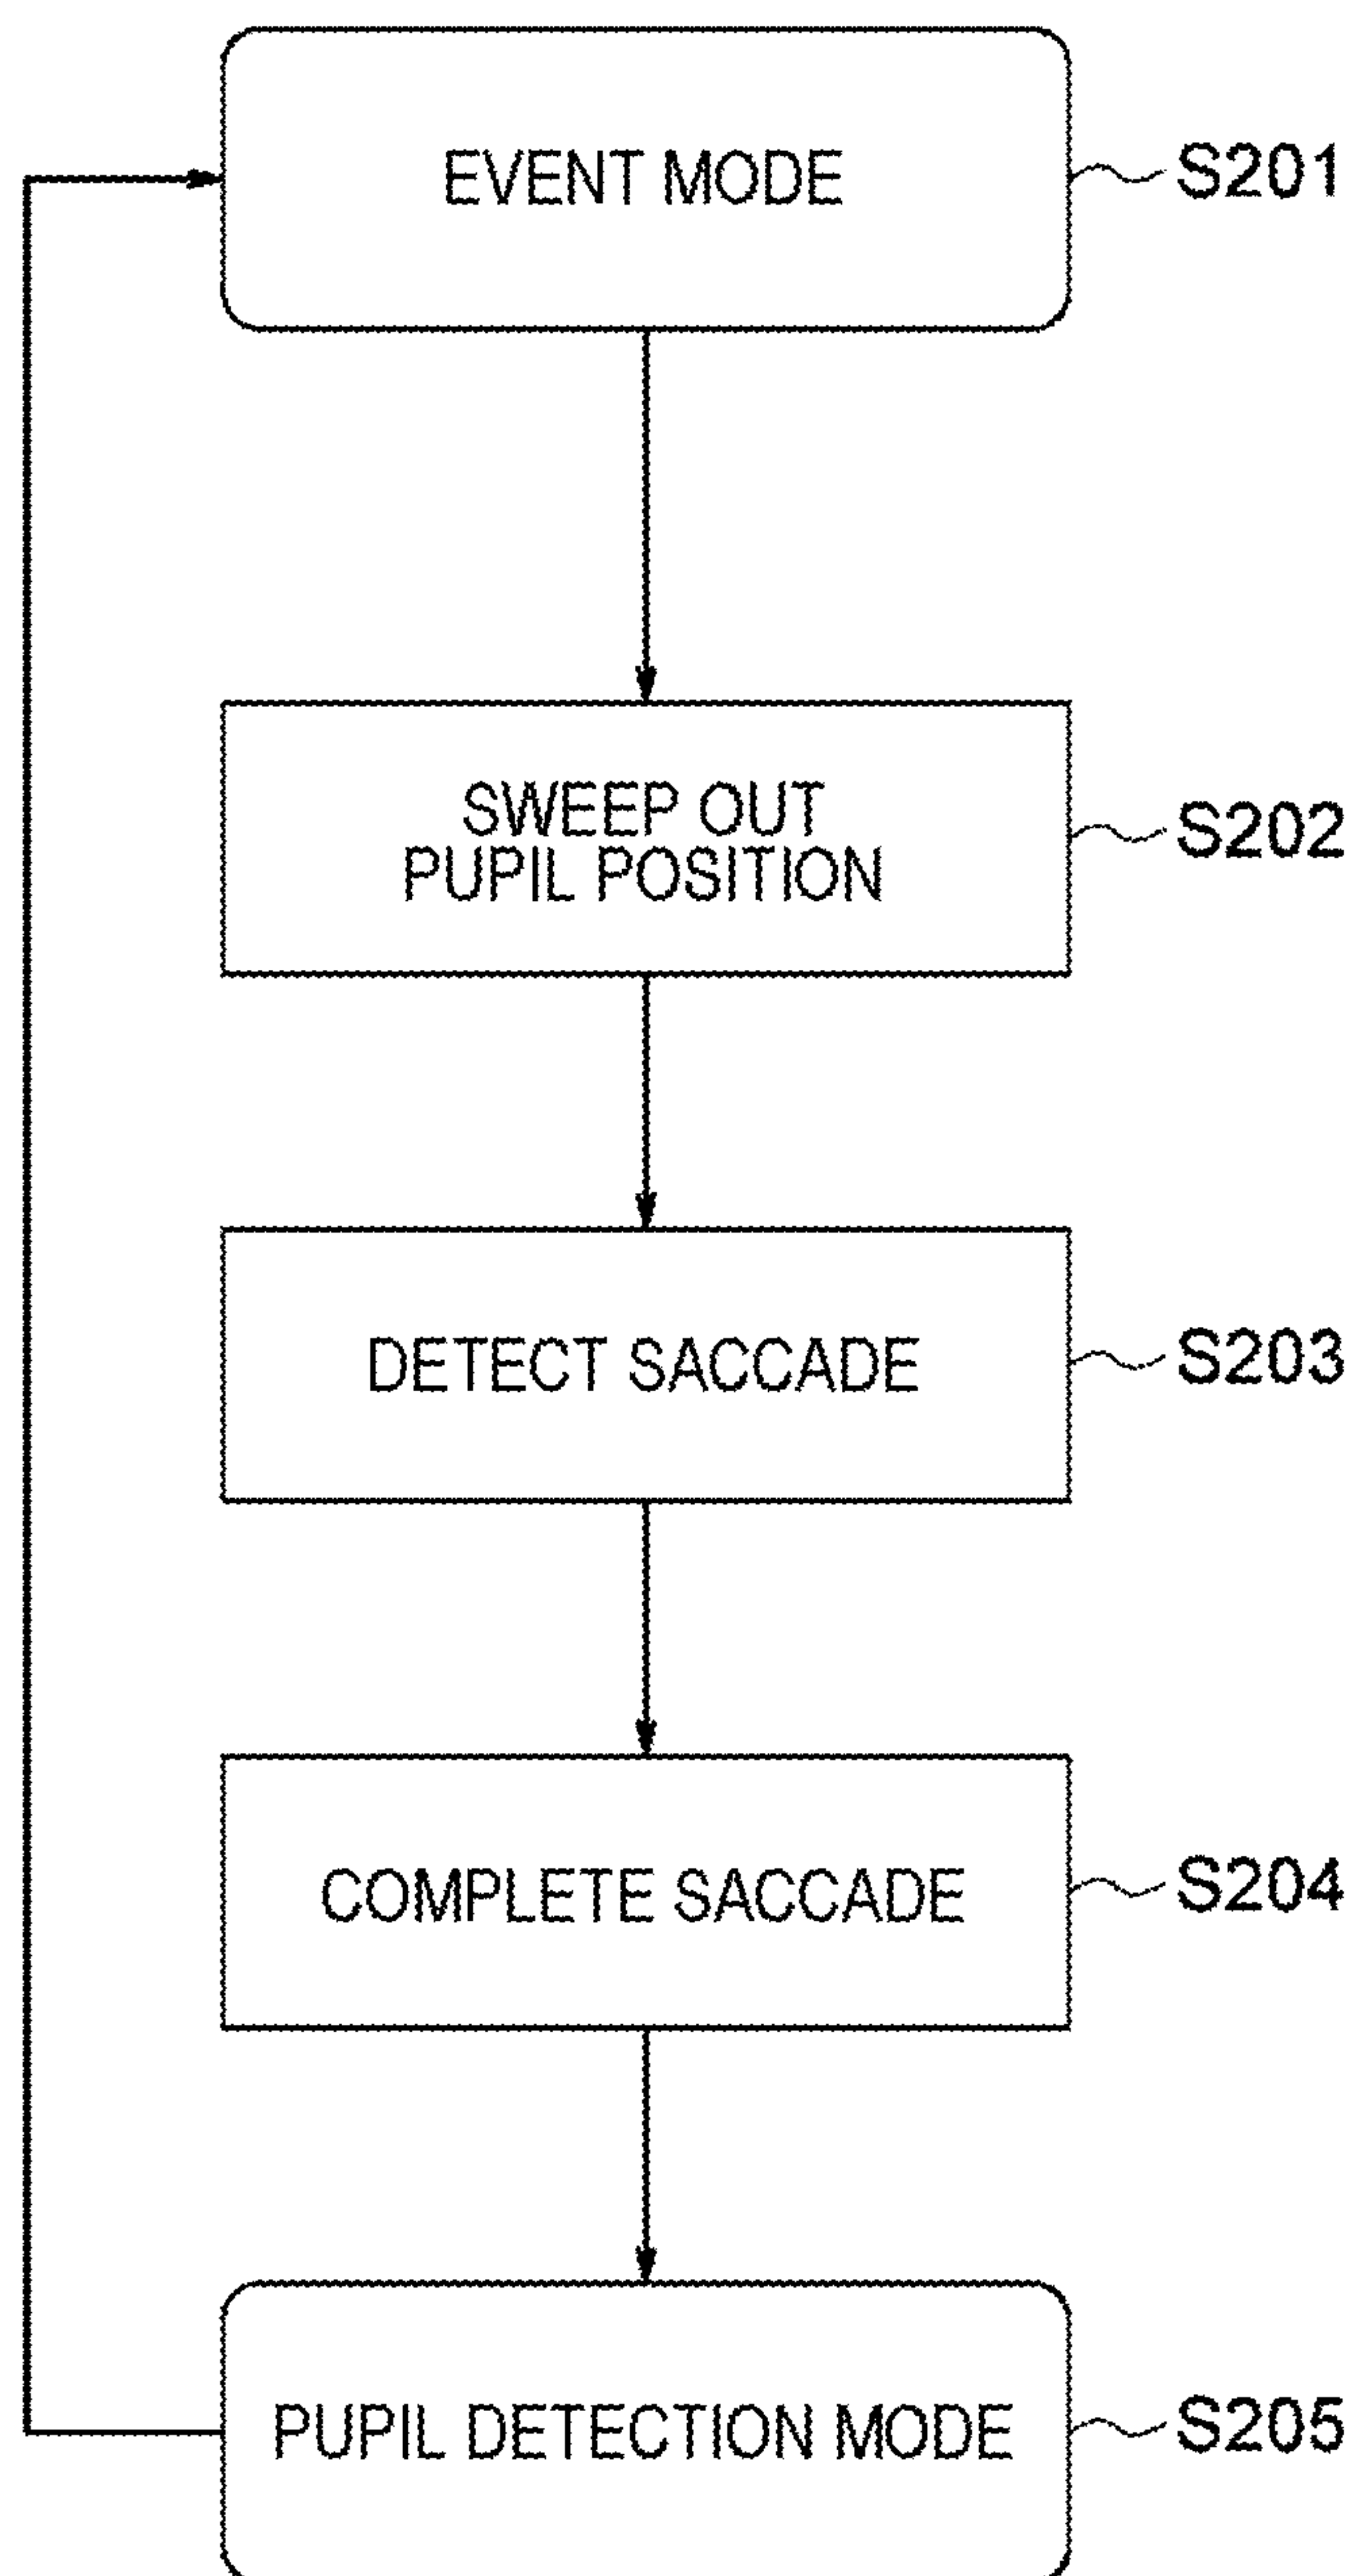 EVENT MODE
S201
SWEEP OUT
PUPIL POSITION
S202
DETECT SACCADE
S203
COMPLETE SACCADE
S204
PUPIL DETECTION MODE
S205